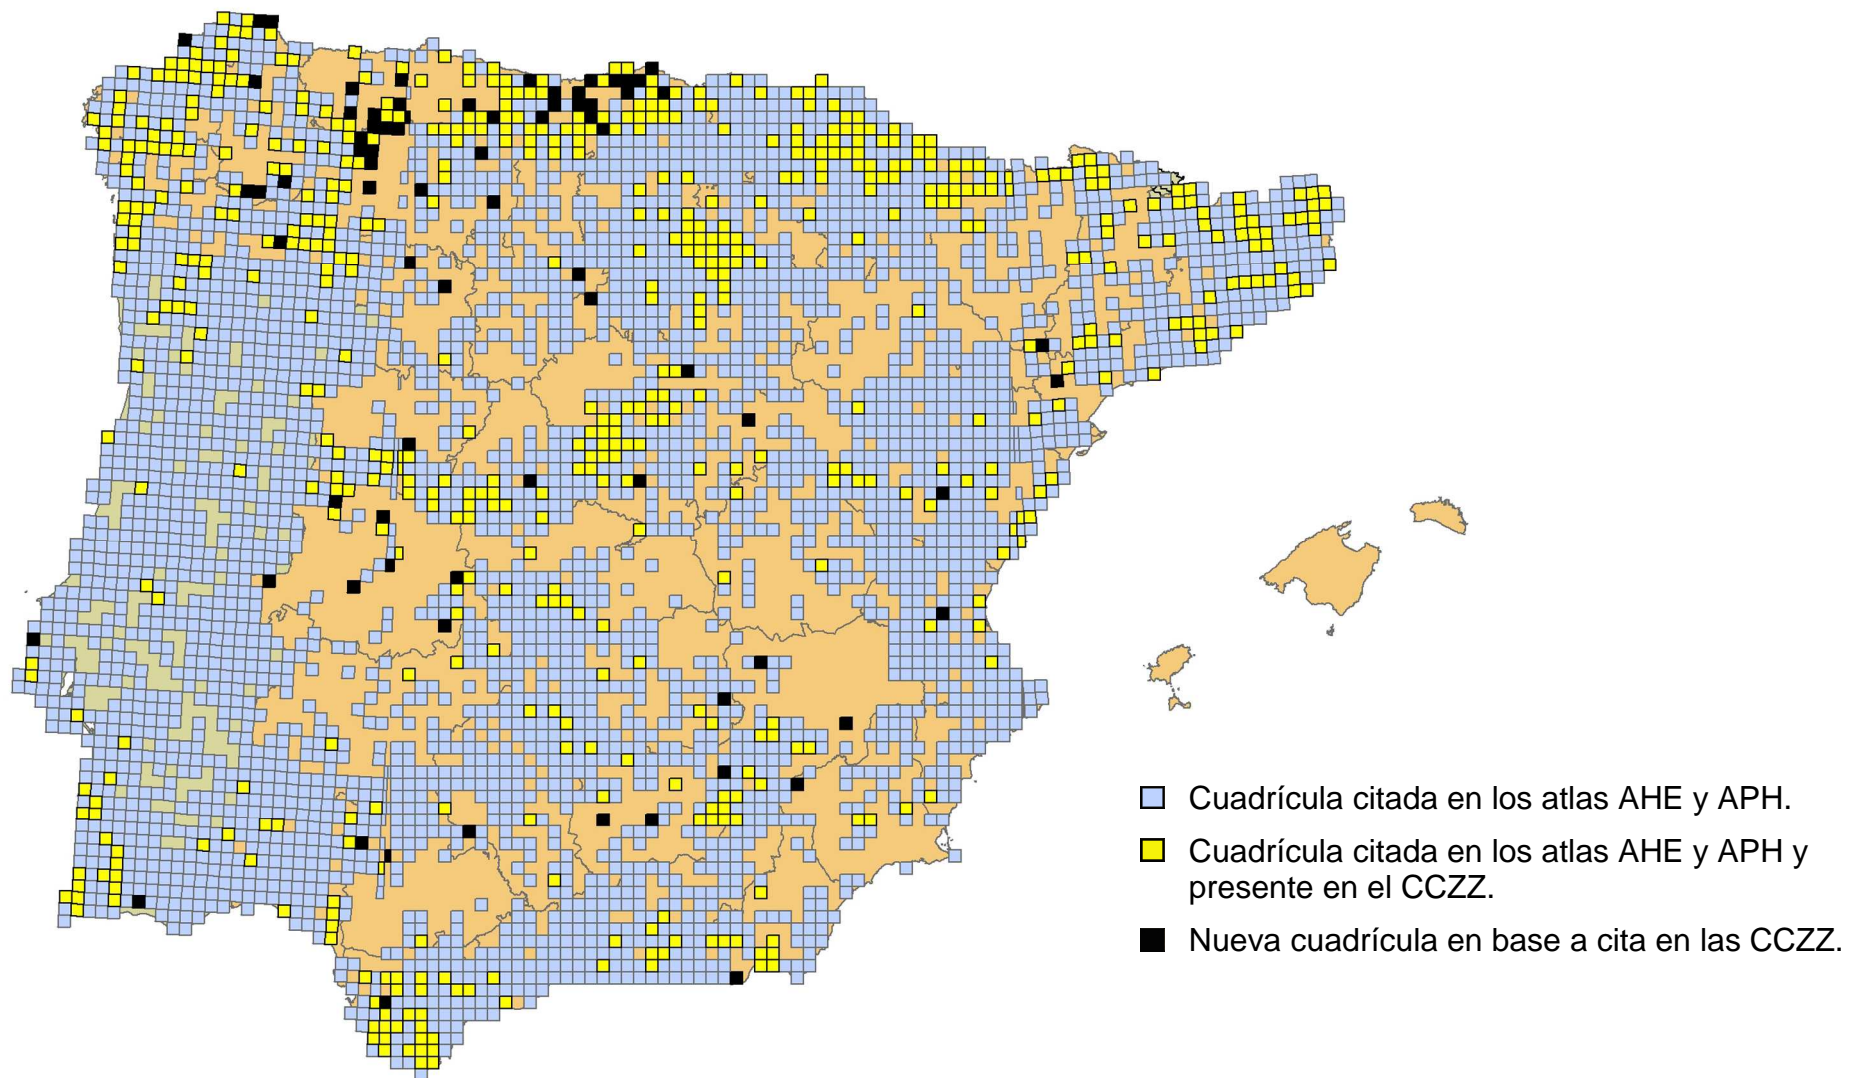 Cuadrícula citada en los atlas AHE y APH.
Cuadrícula citada en los atlas AHE y APH y
presente en el CCZZ.
Nueva cuadrícula en base a cita en las CCZZ.